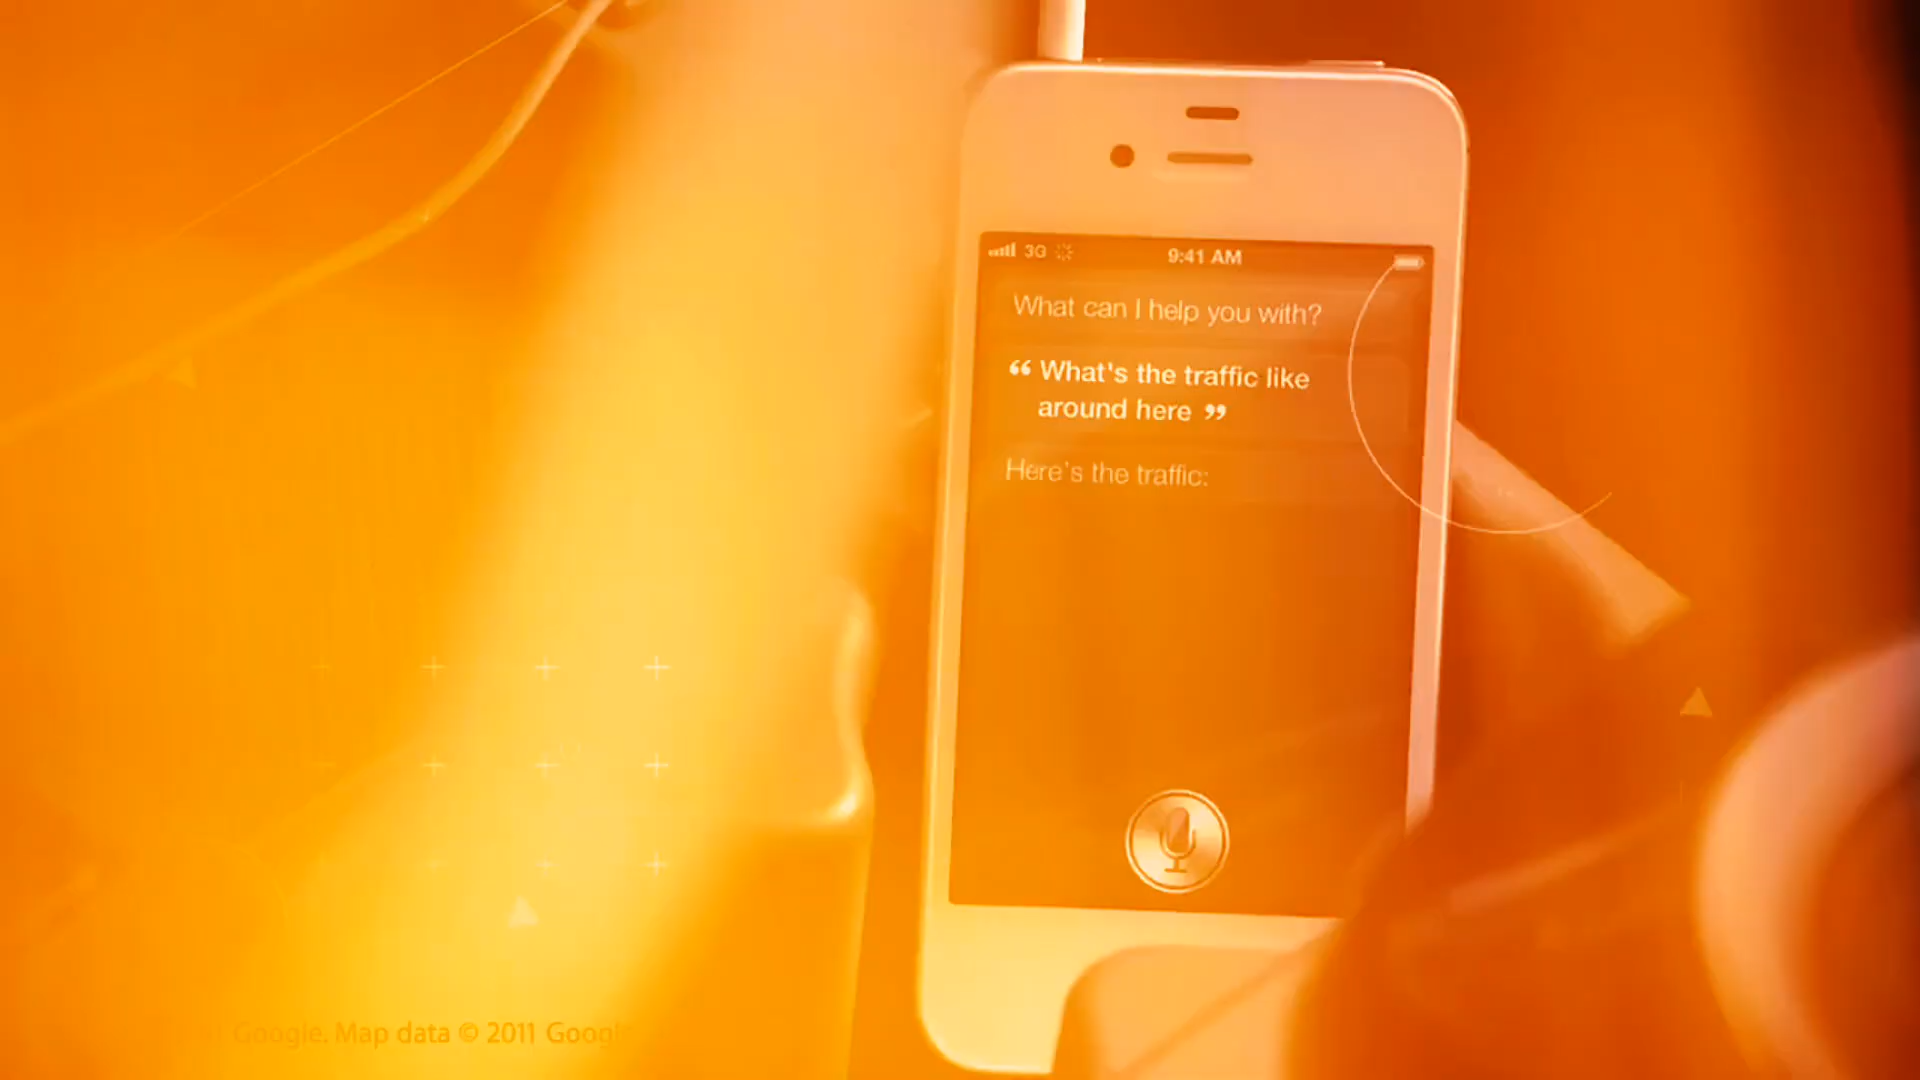 3G 9:41 AM
What can I help you with?
“ What's the traffic like
around here ”
Here's the traffic:
Google. Map data © 2011 Google